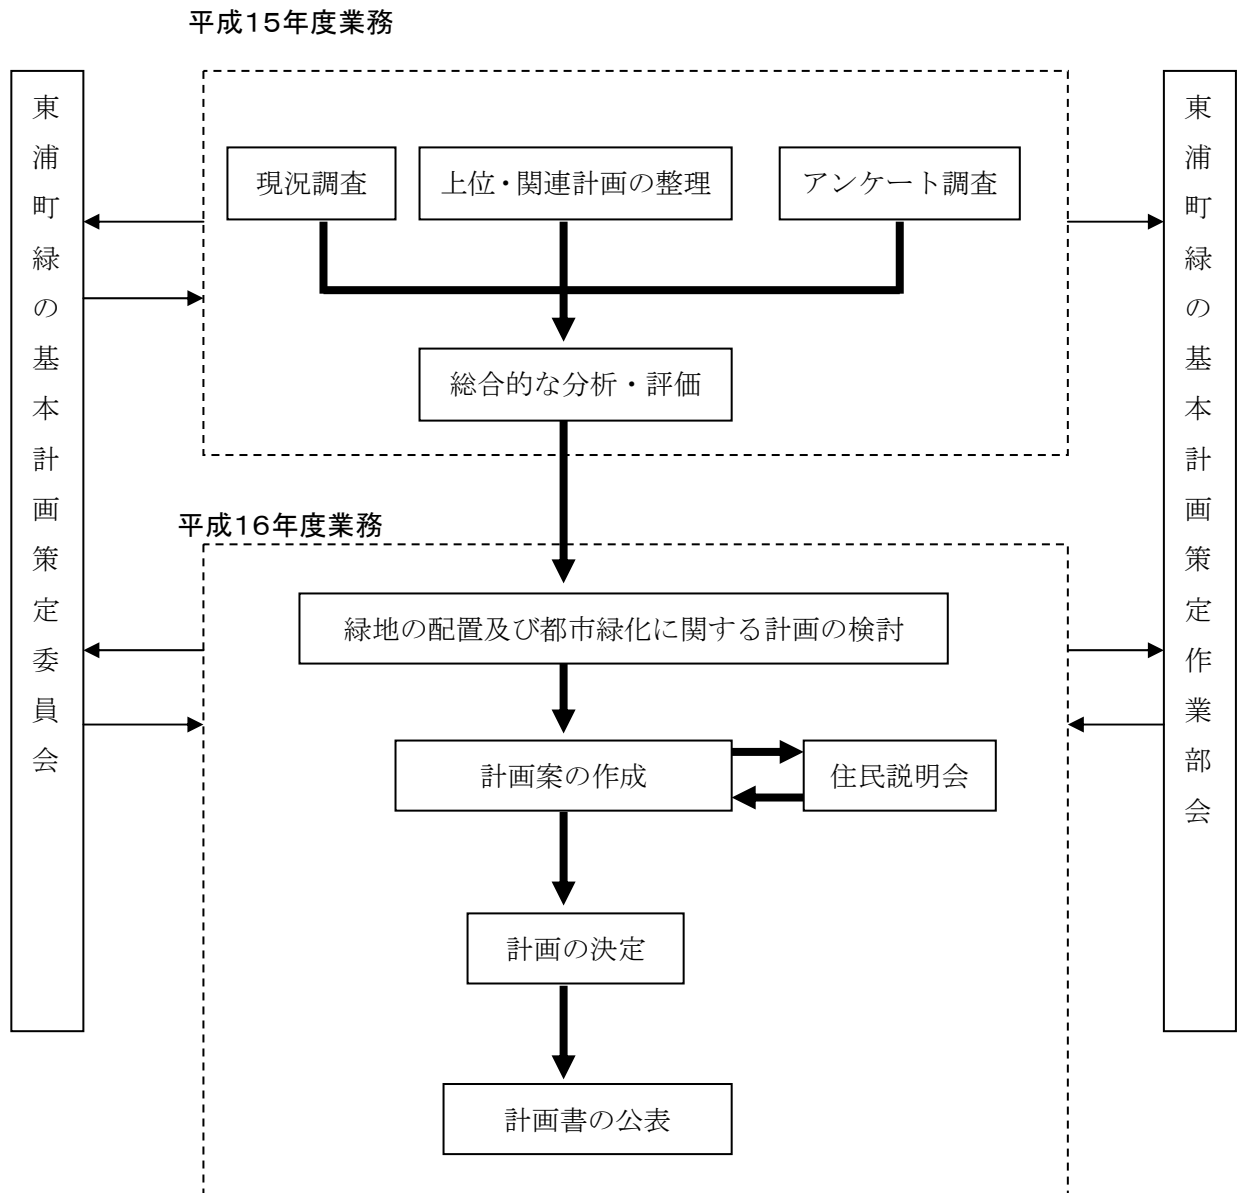 平成15年度業務
東浦町緑の基本計画策定委員会
現況調査
上位・関連計画の整理
アンケート調査
総合的な分析・評価
東浦町緑の基本計画策定作業部会
平成16年度業務
緑地の配置及び都市緑化に関する計画の検討
計画案の作成
住民説明会
計画の決定
計画書の公表